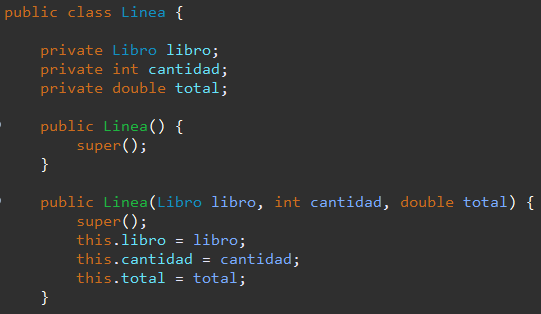 public class Linea {
private Libro libro;
private int cantidad;
private double total;
public Linea() {
super();
}
public Linea(Libro libro, int cantidad, double total) {
super();
this.libro = libro;
this.cantidad = cantidad;
this.total = total;
}